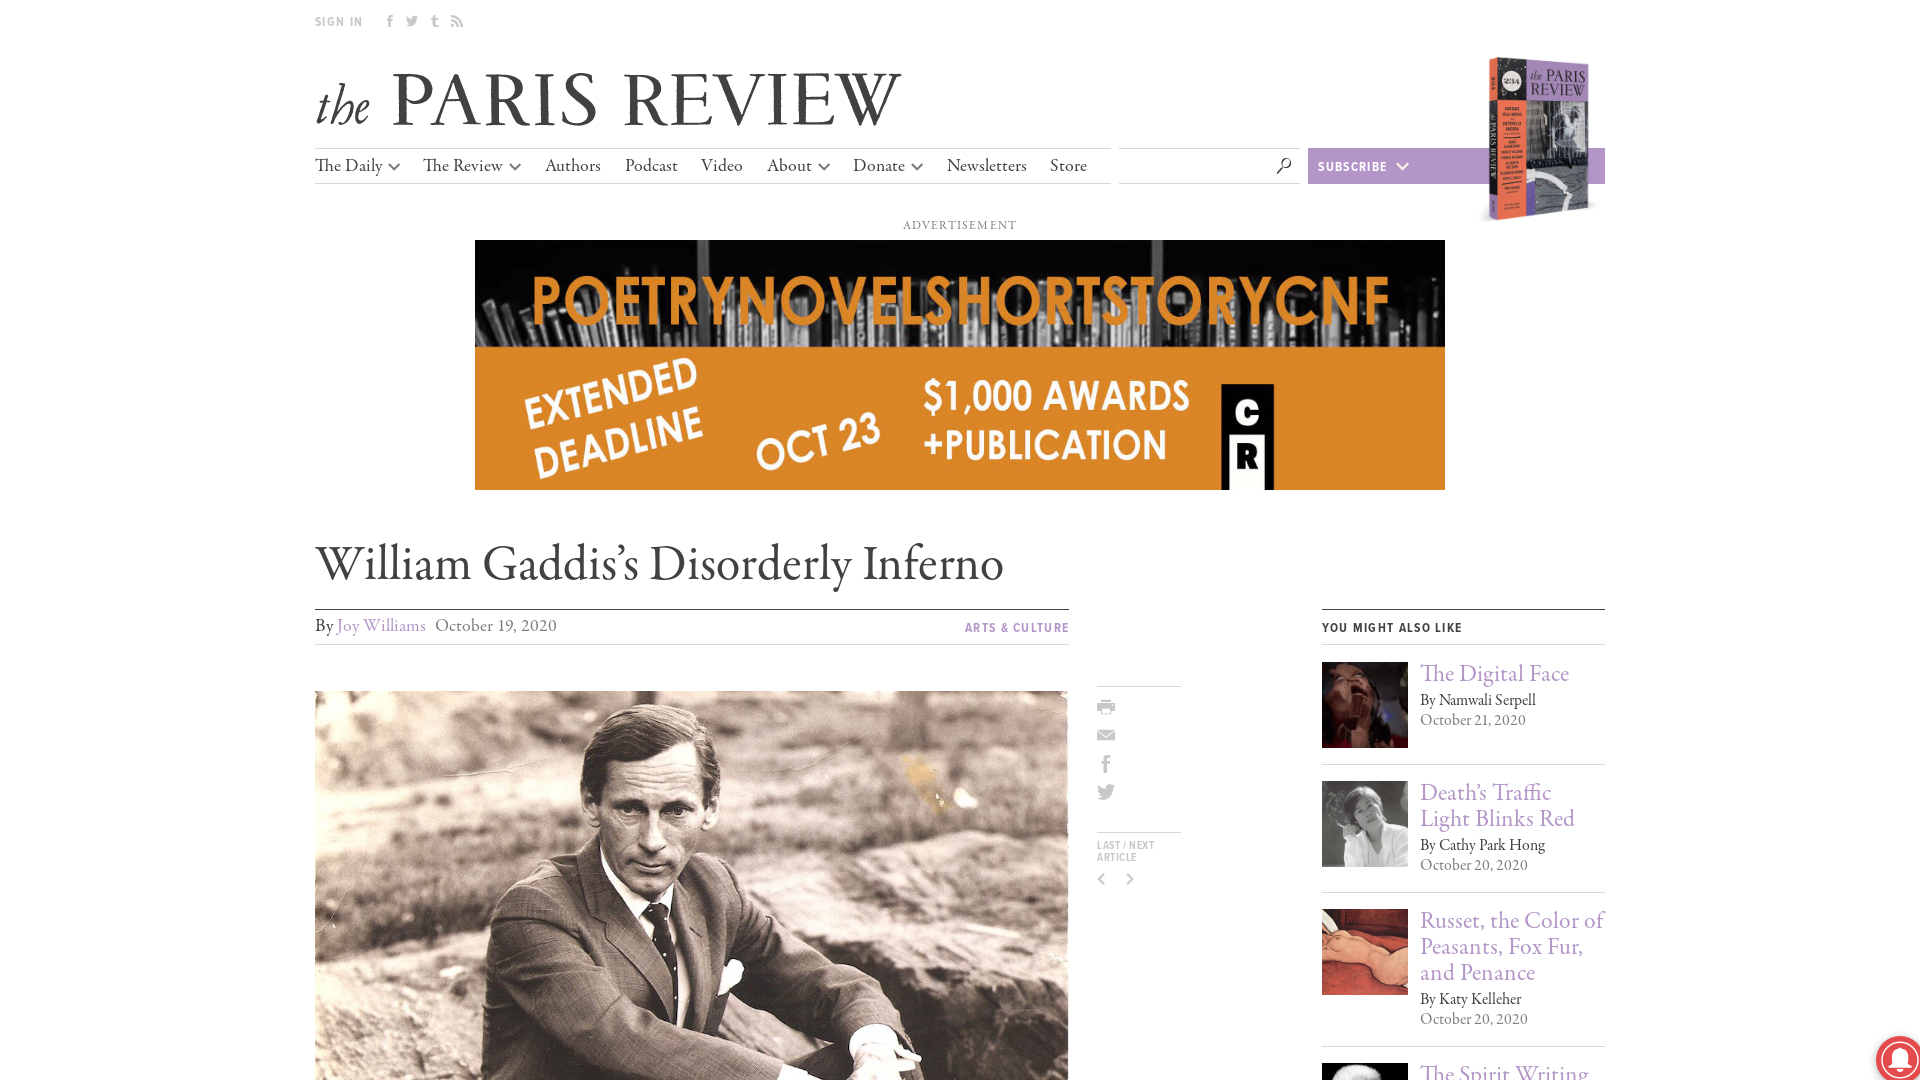 SIGN IN
the PARIS REVIEW
The Daily The Review Authors Podcast Video About Donate Newsletters Store
SUBSCRIBE
234
the PARIS
REVIEW
ADVERTISEMENT
POETRYNOVELSHORTSTORYCNF
EXTENDED
DEADLINE
OCT 23
$1,000 AWARDS
+PUBLICATION
C
R
William Gaddis’s Disorderly Inferno
By Joy Williams October 19, 2020
ARTS & CULTURE
LAST / NEXT
ARTICLE
YOU MIGHT ALSO LIKE
The Digital Face
By Namwali Serpell
October 21, 2020
Death’s Traffic
Light Blinks Red
By Cathy Park Hong
October 20, 2020
Russet, the Color of
Peasants, Fox Fur,
and Penance
By Katy Kelleher
October 20, 2020
The Spirit Writing